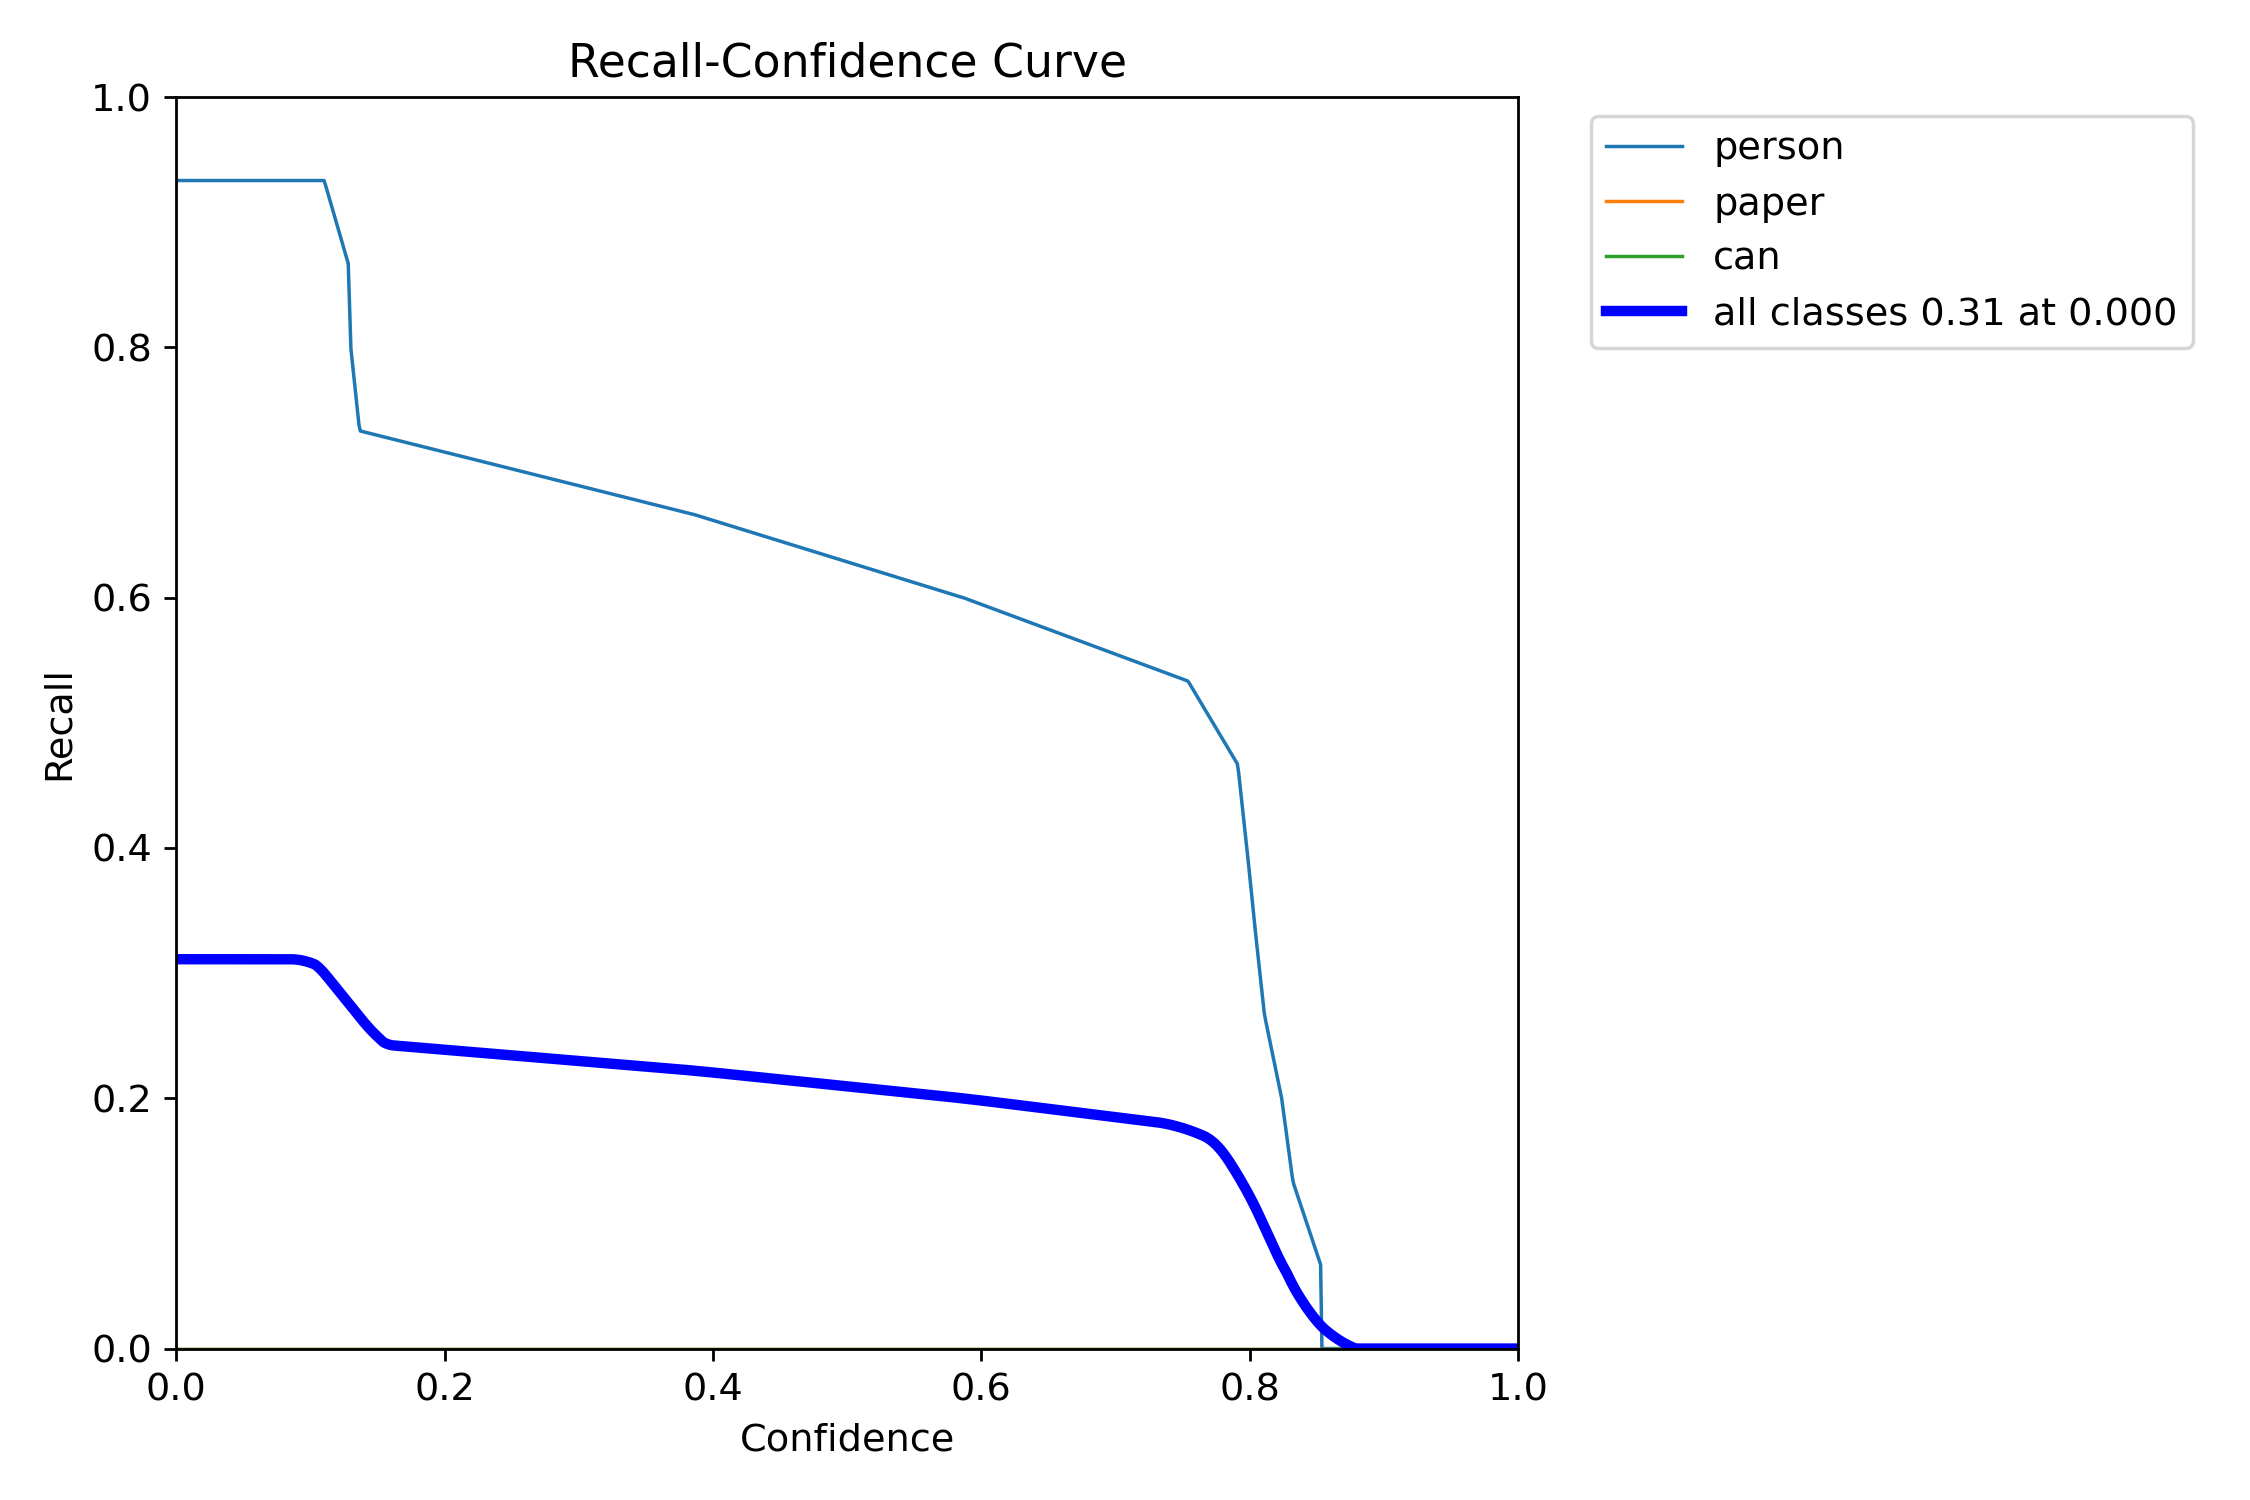 Recall-Confidence Curve
1.0
0.8
0.6
0.4
0.2
0.0
Recall
0.0 0.2 0.4 0.6 0.8 1.0
Confidence
person
paper
can
all classes 0.31 at 0.000